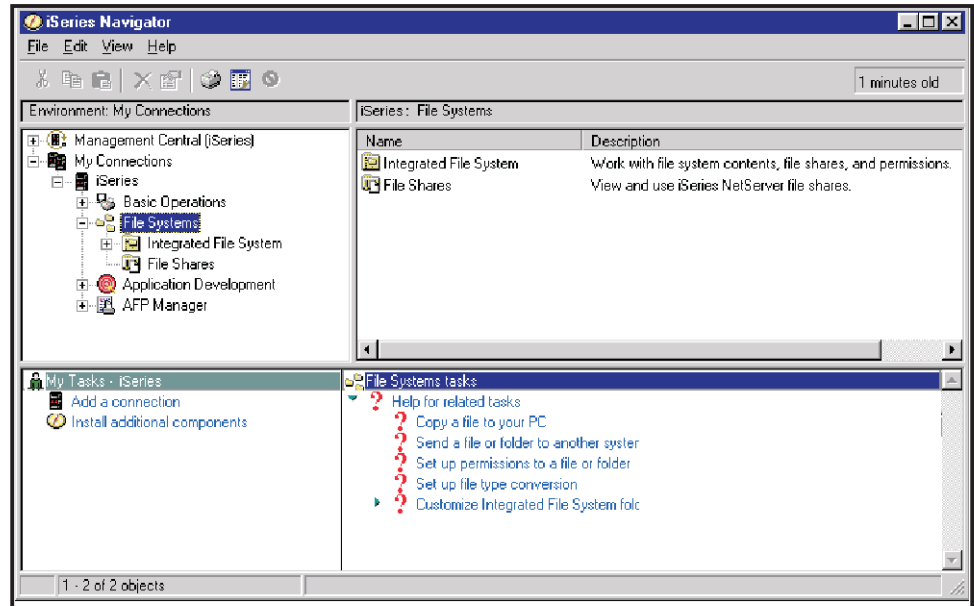 iSeries Navigator
File Edit View Help
1 minutes old
Environment: My Connections
iSeries: File Systems
Management Central (iSeries)
My Connections
iSeries
Basic Operations
File Systems
Integrated File System
File Shares
Application Development
AFP Manager
Name Description
Integrated File System Work with file system contents, file shares, and permissions.
File Shares View and use iSeries NetServer file shares.
My Tasks - iSeries
Add a connection
Install additional components
File Systems tasks
Help for related tasks
Copy a file to your PC
Send a file or folder to another syster
Set up permissions to a file or folder
Set up file type conversion
Customize Integrated File System folc
1 - 2 of 2 objects